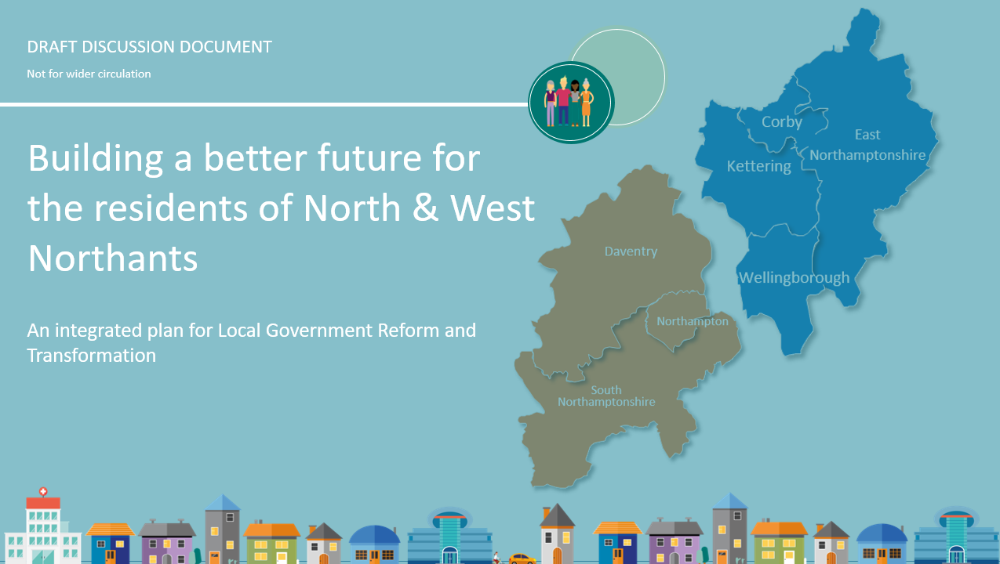 DRAFT DISCUSSION DOCUMENT
Not for wider circulation
Building a better future for
the residents of North & West
Northants
An integrated plan for Local Government Reform and
Transformation
Corby
East
Northamptonshire
Kettering
Daventry
Wellingborough
Northampton
South
Northamptonshire